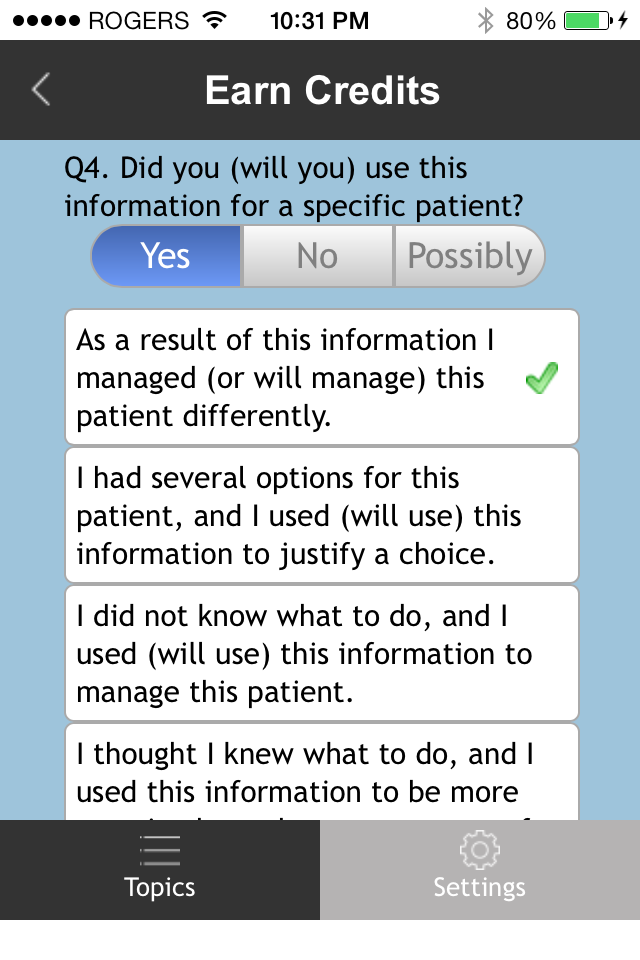 ROGERS 10:31 PM 80%
Earn Credits
Q4. Did you (will you) use this
information for a specific patient?
Yes No Possibly
As a result of this information I
managed (or will manage) this
patient differently.
I had several options for this
patient, and I used (will use) this
information to justify a choice.
I did not know what to do, and I
used (will use) this information to
manage this patient.
I thought I knew what to do, and I
used this information to be more
Topics Settings